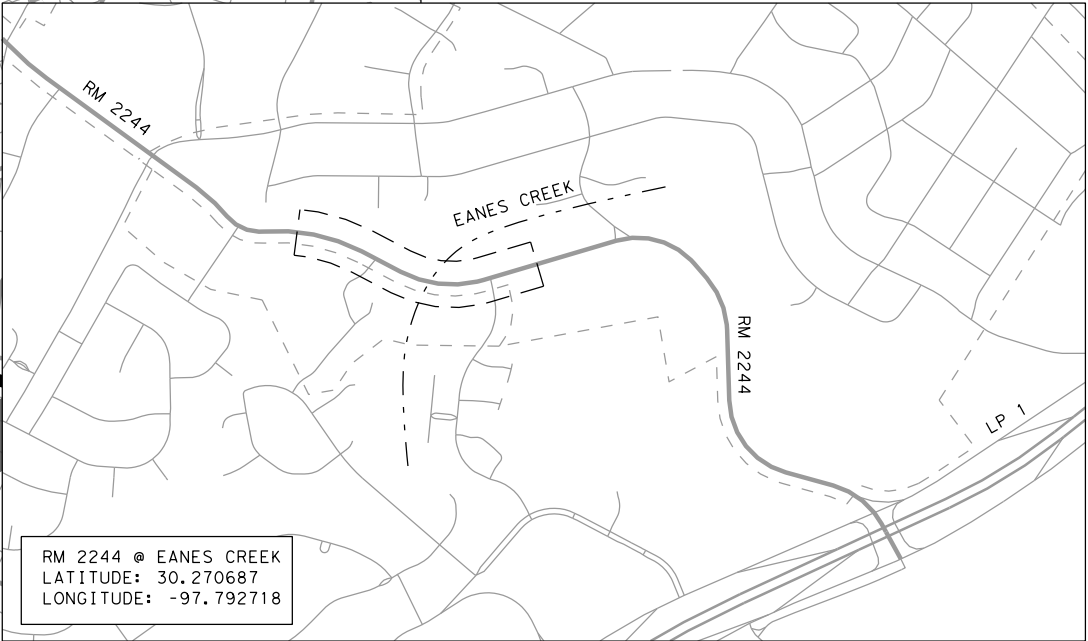 RM 2244
EANES CREEK
RM 2244
LP 1
RM 2244 @ EANES CREEK
LATITUDE: 30.270687
LONGITUDE: -97.792718